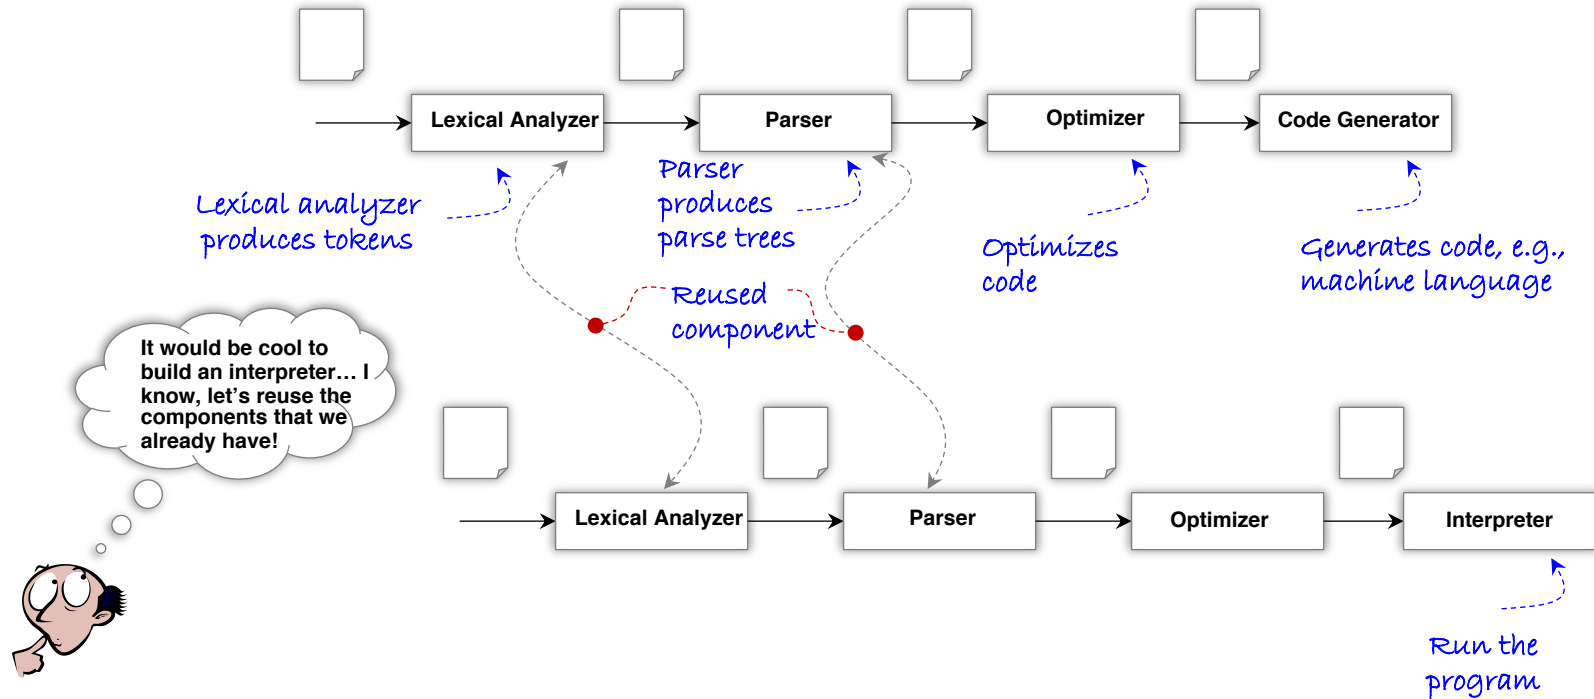 Lexical Analyzer
Parser
Optimizer
Code Generator
Lexical analyzer
produces tokens
Parser
produces
parse trees
Optimizes
code
Generates code, e.g.,
machine language
Reused
component
It would be cool to
build an interpreter… I
know, let’s reuse the
components that we
already have!
Lexical Analyzer
Parser
Optimizer
Interpreter
Run the
program